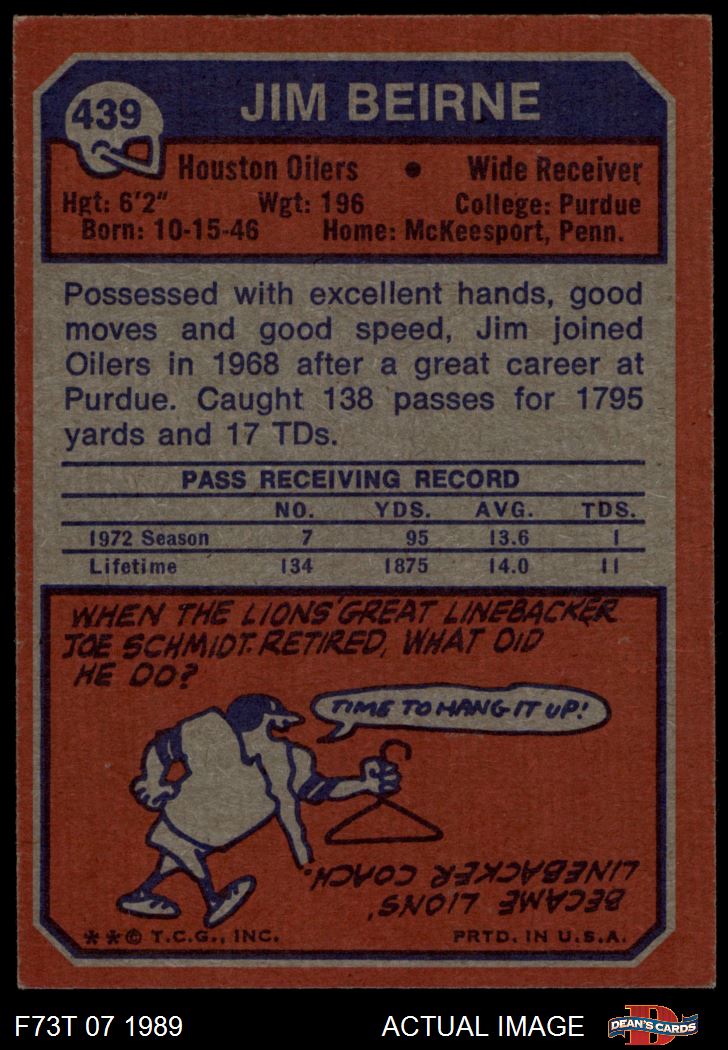 439
JIM BEIRNE
Houston Oilers • Wide Receiver
Hgt: 6'2" Wgt: 196 College: Purdue
Born: 10-15-46 Home: McKeesport, Penn.
Possessed with excellent hands, good
moves and good speed, Jim joined
Oilers in 1968 after a great career at
Purdue. Caught 138 passes for 1795
yards and 17 TDs.
PASS RECEIVING RECORD
NO. YDS. AVG. TDS.
1972 Season 7 95 13.6 1
Lifetime 134 1875 14.0 11
WHEN THE LIONS' GREAT LINEBACKER
JOE SCHMIDT RETIRED, WHAT DID
HE DO?
TIME TO HANG IT UP!
BECAME LIONS'
LINEBACKER COACH.
**© T.C.G., INC. PRTD. IN U.S.A.
F73T 07 1989 ACTUAL IMAGE
D
DEAN'S CARDS